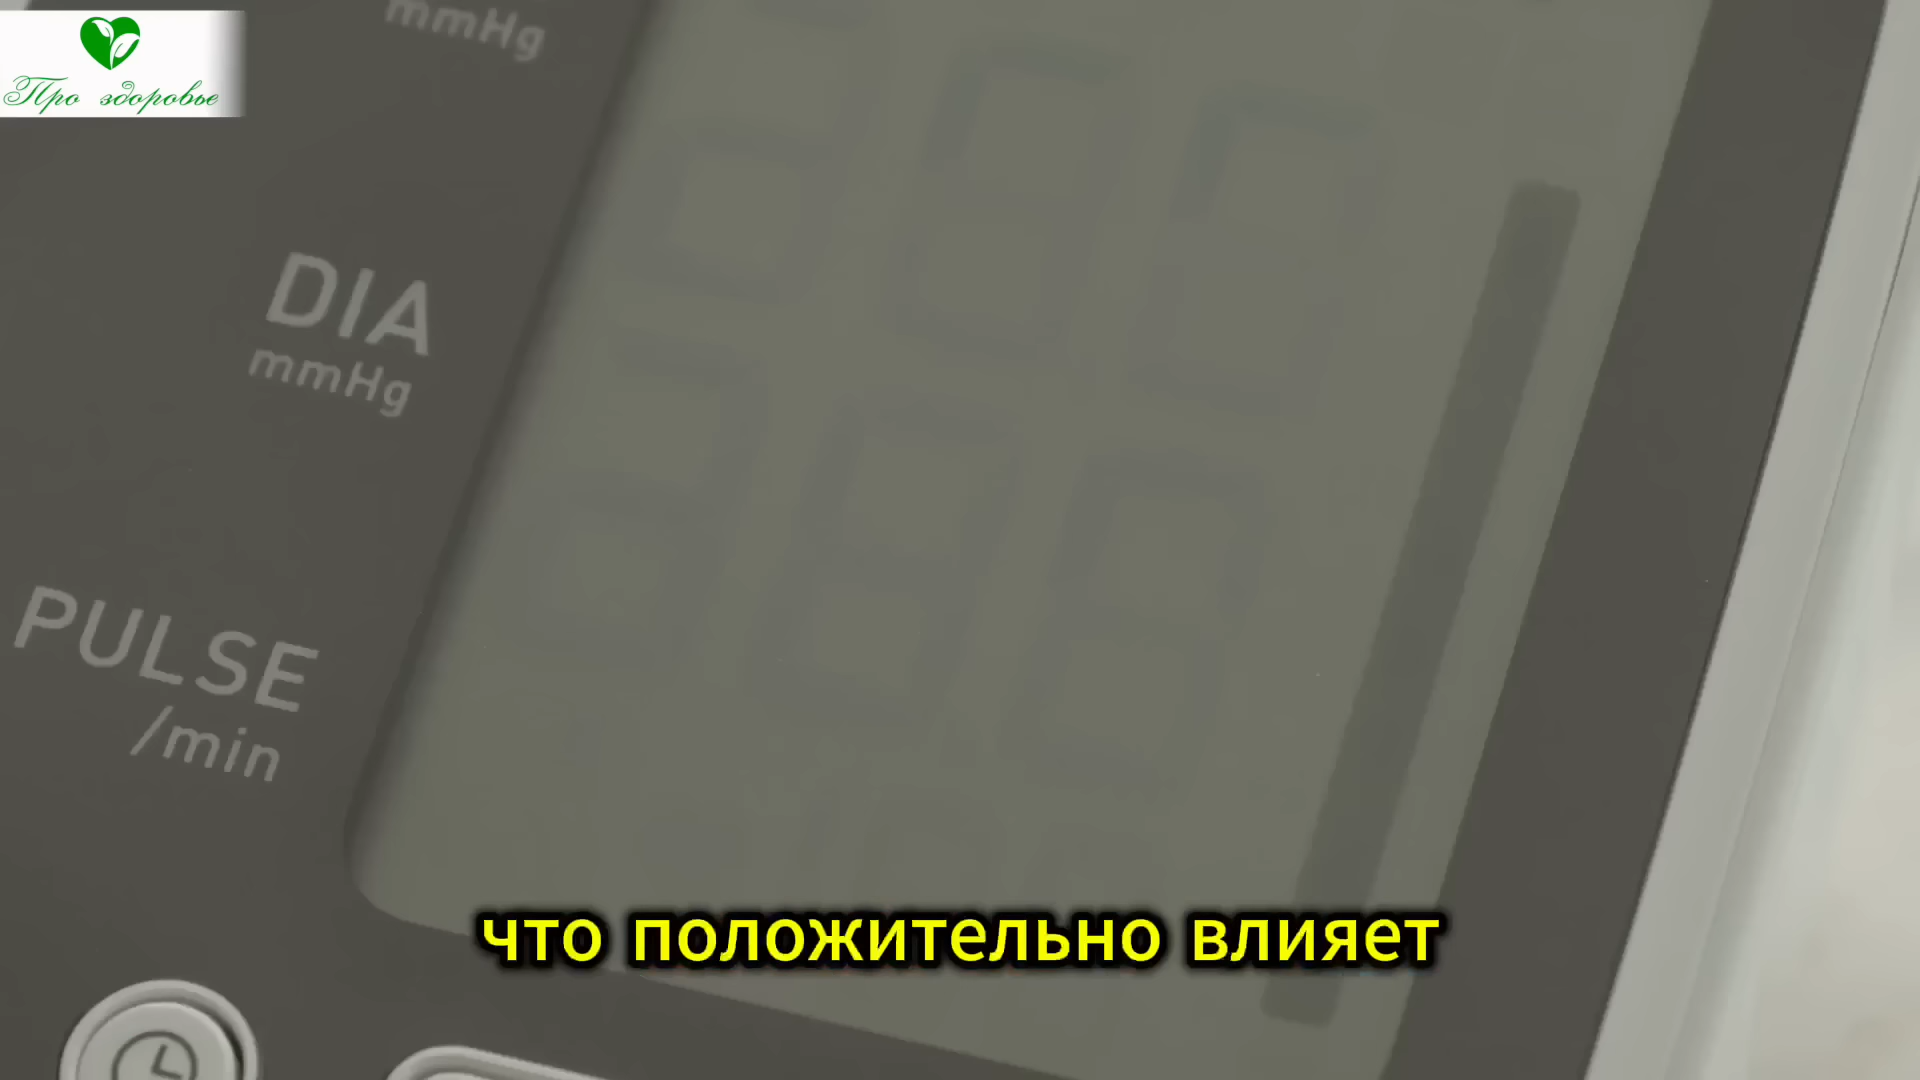 mmHg
Про здоровье
DIA
mmHg
PULSE
/min
что положительно влияет